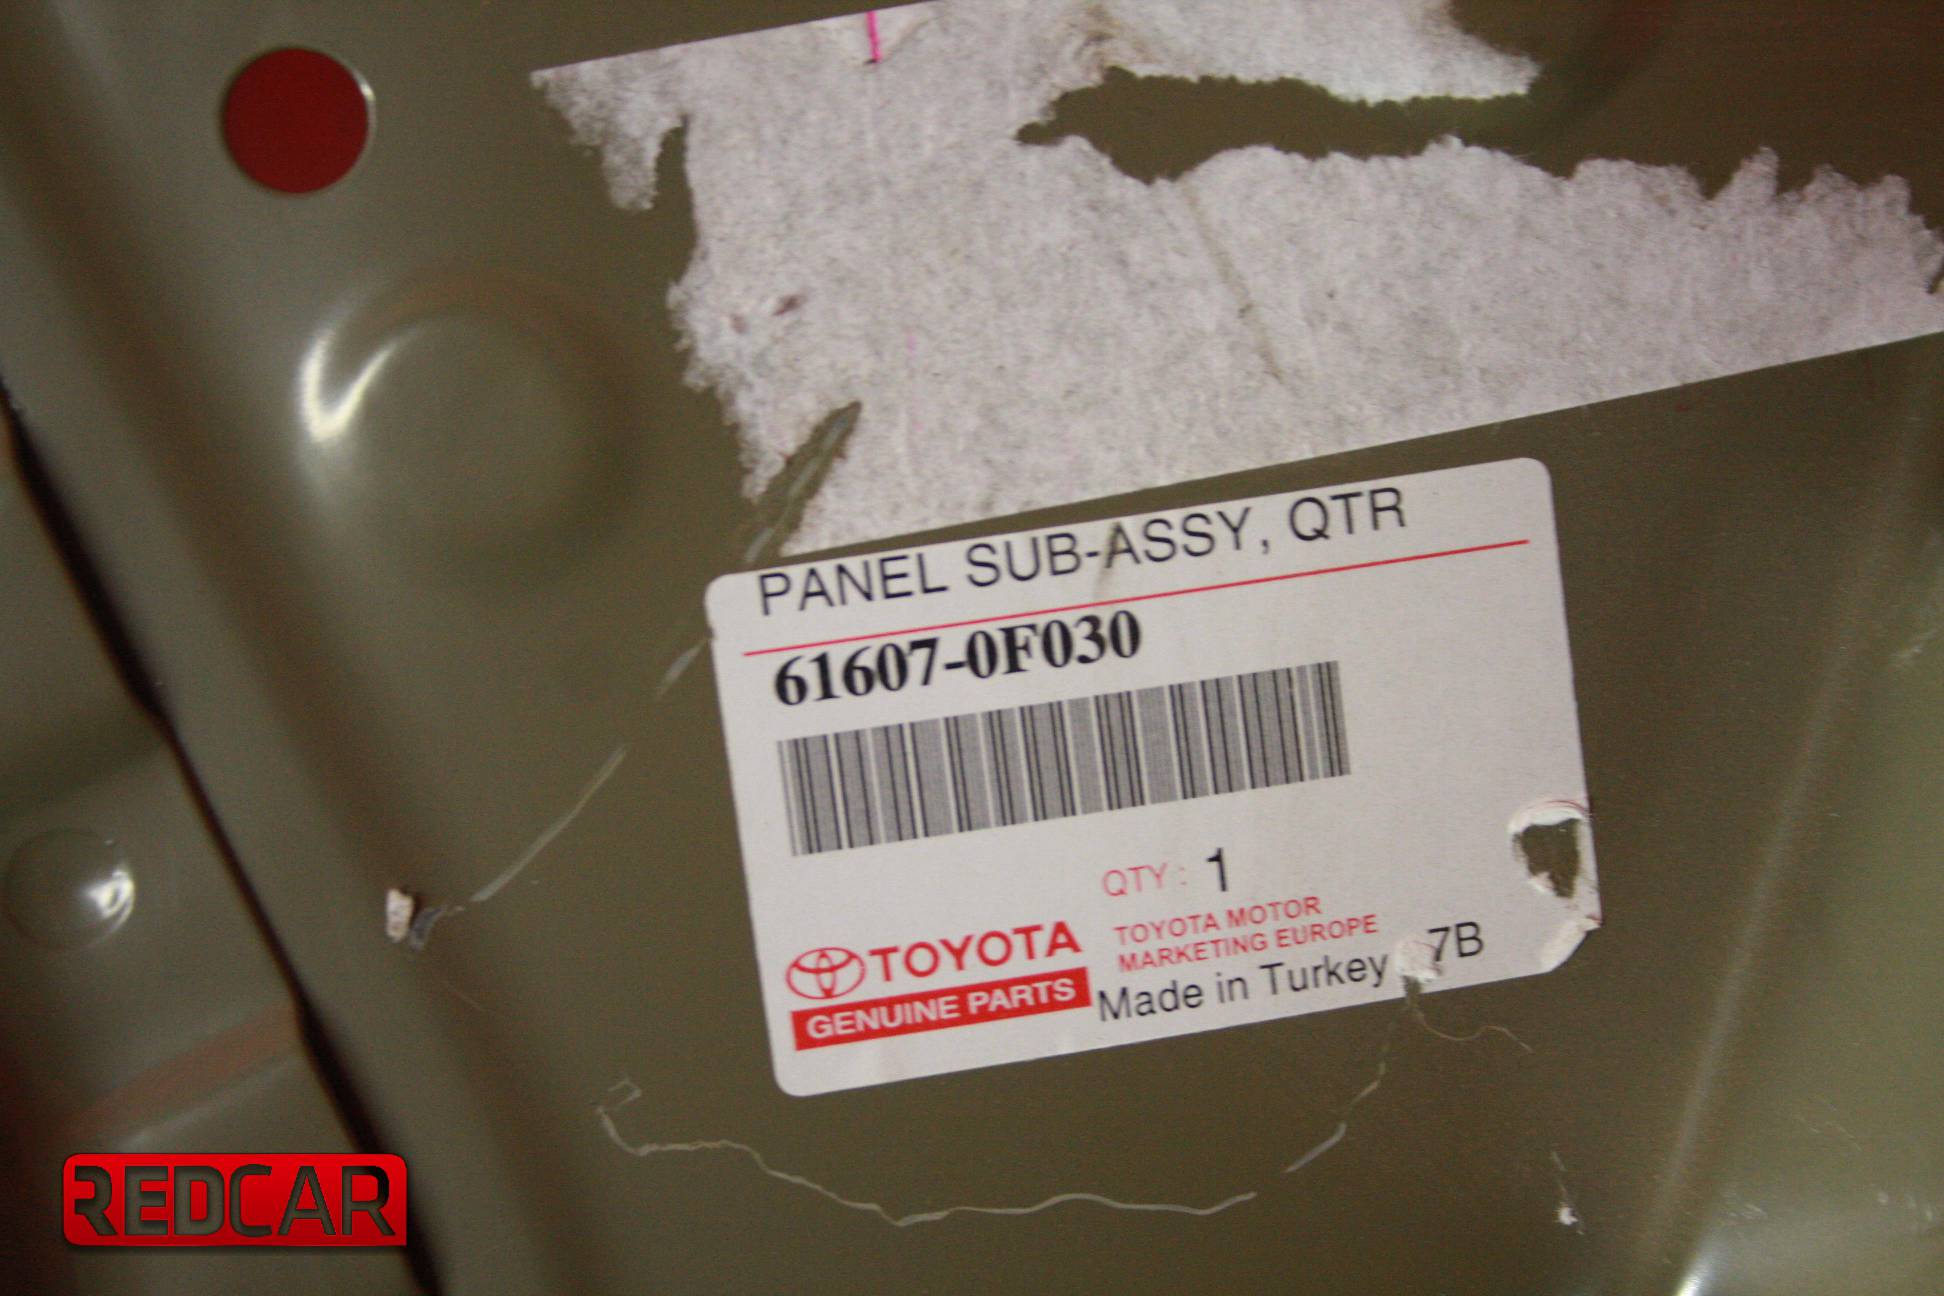 PANEL SUB-ASSY, QTR
61607-0F030
QTY : 1
TOYOTA
GENUINE PARTS
TOYOTA MOTOR
MARKETING EUROPE
Made in Turkey 7B
REDCAR